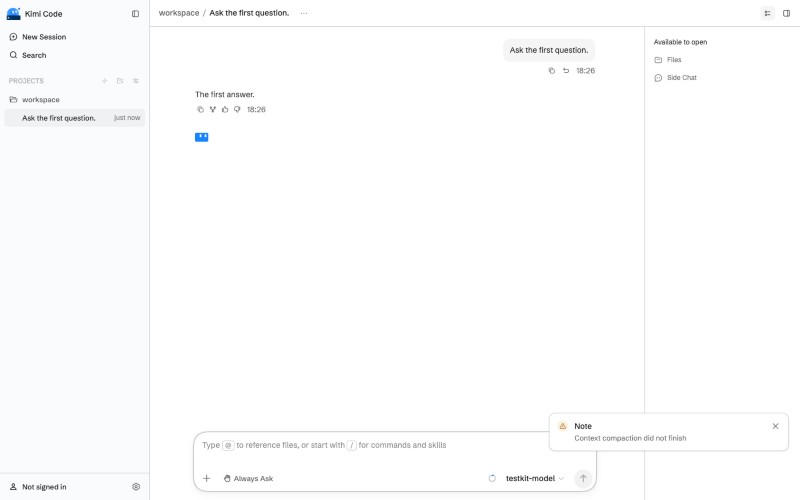 Kimi Code
New Session
Search
PROJECTS
workspace
Ask the first question. just now
Not signed in
workspace / Ask the first question. ...
Ask the first question.
18:26
The first answer.
18:26
Type @ to reference files, or start with / for commands and skills
Always Ask
testkit-model
Available to open
Files
Side Chat
Note
Context compaction did not finish